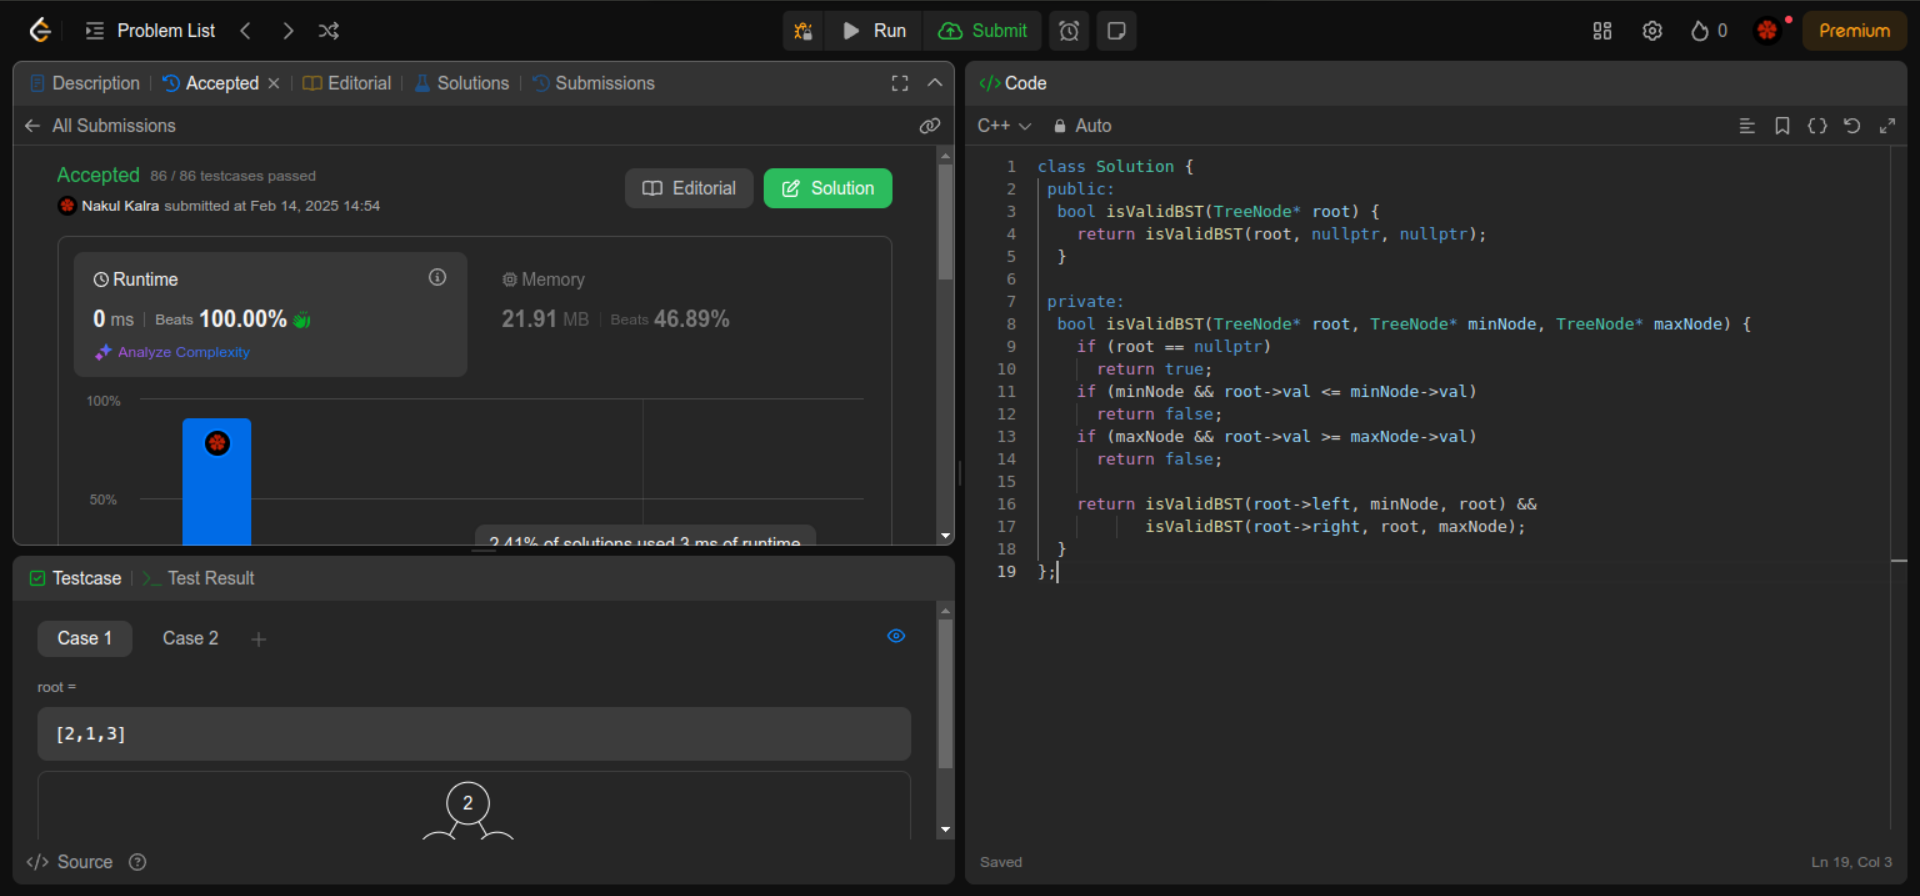 Problem List
Run
Submit
0
Premium
Description
Accepted
Editorial
Solutions
Submissions
All Submissions
Accepted 86 / 86 testcases passed
Nakul Kalra submitted at Feb 14, 2025 14:54
Editorial
Solution
Runtime
0 ms Beats 100.00%
Analyze Complexity
Memory
21.91 MB Beats 46.89%
100%
50%
2.41% of solutions used 3 ms of runtime
Testcase
Test Result
Case 1
Case 2
root =
[2,1,3]
2
Source
</> Code
C++
Auto
1 class Solution {
2 public:
3 bool isValidBST(TreeNode* root) {
4 return isValidBST(root, nullptr, nullptr);
5 }
6
7 private:
8 bool isValidBST(TreeNode* root, TreeNode* minNode, TreeNode* maxNode) {
9 if (root == nullptr)
10 return true;
11 if (minNode && root->val <= minNode->val)
12 return false;
13 if (maxNode && root->val >= maxNode->val)
14 return false;
15
16 return isValidBST(root->left, minNode, root) &&
17 isValidBST(root->right, root, maxNode);
18 }
19 };
Saved
Ln 19, Col 3